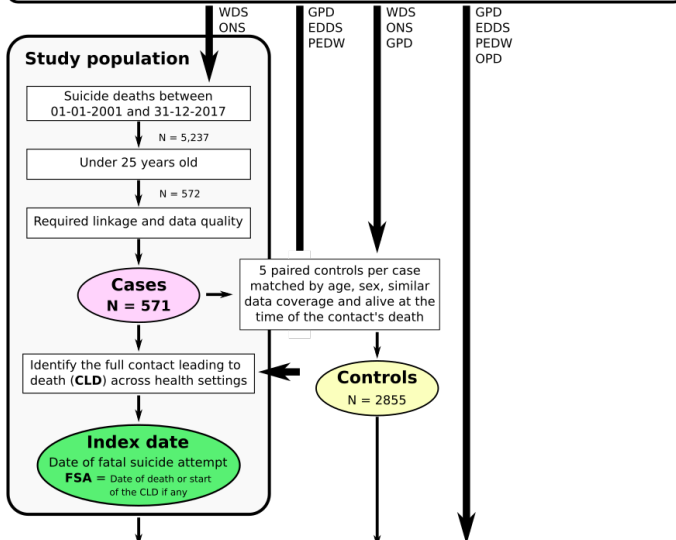 WDS
ONS
GPD
EDDS
PEDW
WDS
ONS
GPD
GPD
EDDS
PEDW
OPD
Study population
Suicide deaths between
01-01-2001 and 31-12-2017
N = 5,237
Under 25 years old
N = 572
Required linkage and data quality
Cases
N = 571
5 paired controls per case
matched by age, sex, similar
data coverage and alive at the
time of the contact's death
Identify the full contact leading to
death (CLD) across health settings
Controls
N = 2855
Index date
Date of fatal suicide attempt
FSA = Date of death or start
of the CLD if any